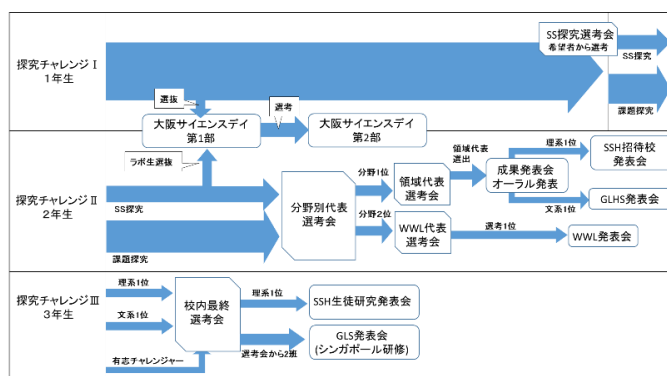 探究チャレンジⅠ
1年生
SS探究選考会
希望者から選考
SS探究
課題探究
選抜
選考
大阪サイエンスデイ
第1部
大阪サイエンスデイ
第2部
探究チャレンジⅡ
2年生
ラボ生選抜
SS探究
課題探究
分野別代表
選考会
分野1位
分野2位
領域代表
選考会
WWL代表
選考会
領域代表
選出
成果発表会
オーラル発表
理系1位
文系1位
SSH招待校
発表会
GLHS発表会
選考1位
WWL発表会
探究チャレンジⅢ
3年生
理系1位
文系1位
有志チャレンジャー
校内最終
選考会
理系1位
選考会から2班
SSH生徒研究発表会
GLS発表会
(シンガポール研修)